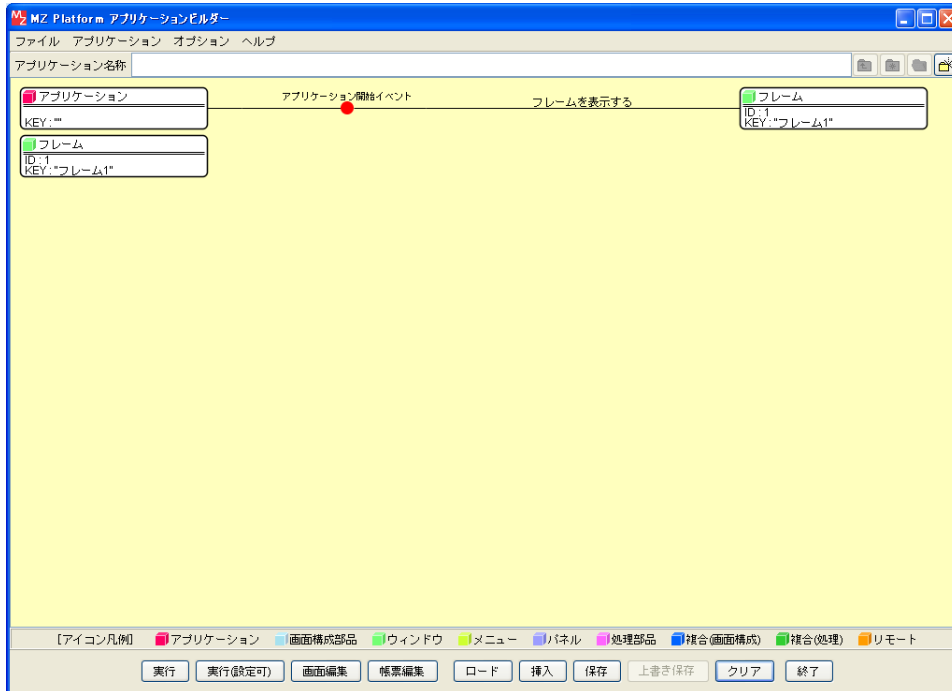 MZ Platform アプリケーションビルダー
ファイル アプリケーション オプション ヘルプ
アプリケーション名称
アプリケーション
KEY:""
アプリケーション開始イベント
フレームを表示する
フレーム
ID:1
KEY:"フレーム1"
フレーム
ID:1
KEY:"フレーム1"
[アイコン凡例] アプリケーション 画面構成部品 ウィンドウ メニュー パネル 処理部品 複合(画面構成) 複合(処理) リモート
実行 実行(設定可) 画面編集 帳票編集 ロード 挿入 保存 上書き保存 クリア 終了